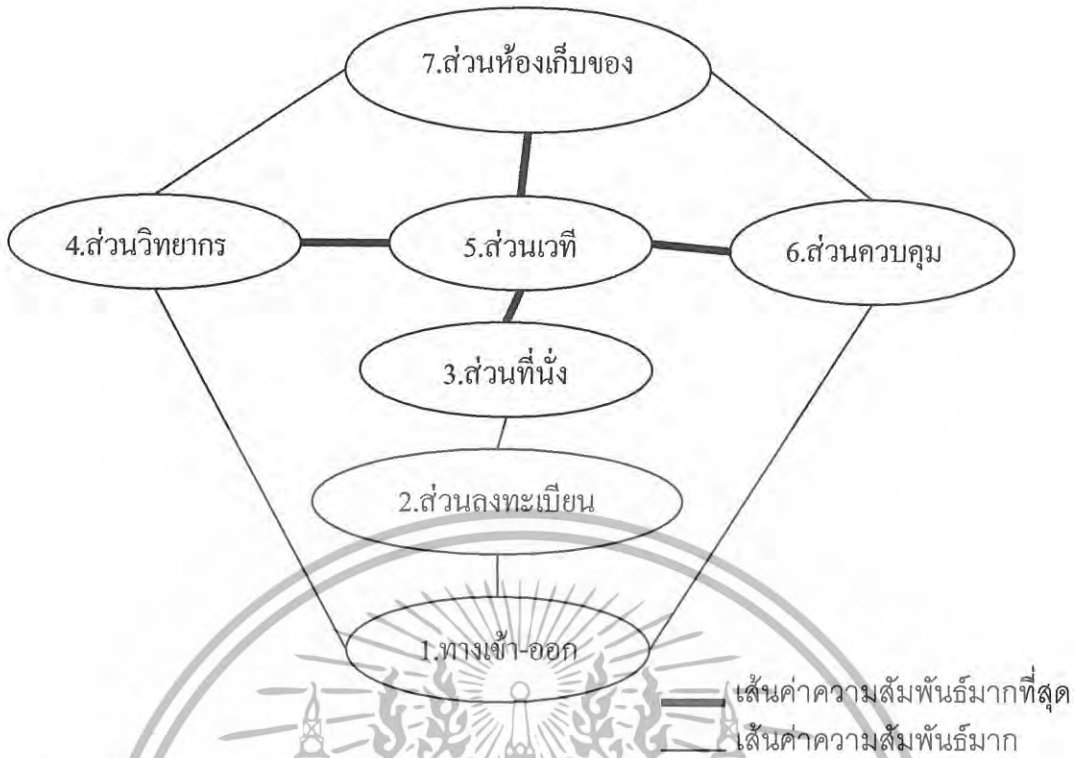 7.ส่วนห้องเก็บของ
4.ส่วนวิทยากร
5.ส่วนเวที
6.ส่วนควบคุม
3.ส่วนที่นั่ง
2.ส่วนลงทะเบียน
1.ทางเข้า-ออก
เส้นค่าความสัมพันธ์มากที่สุด
เส้นค่าความสัมพันธ์มาก